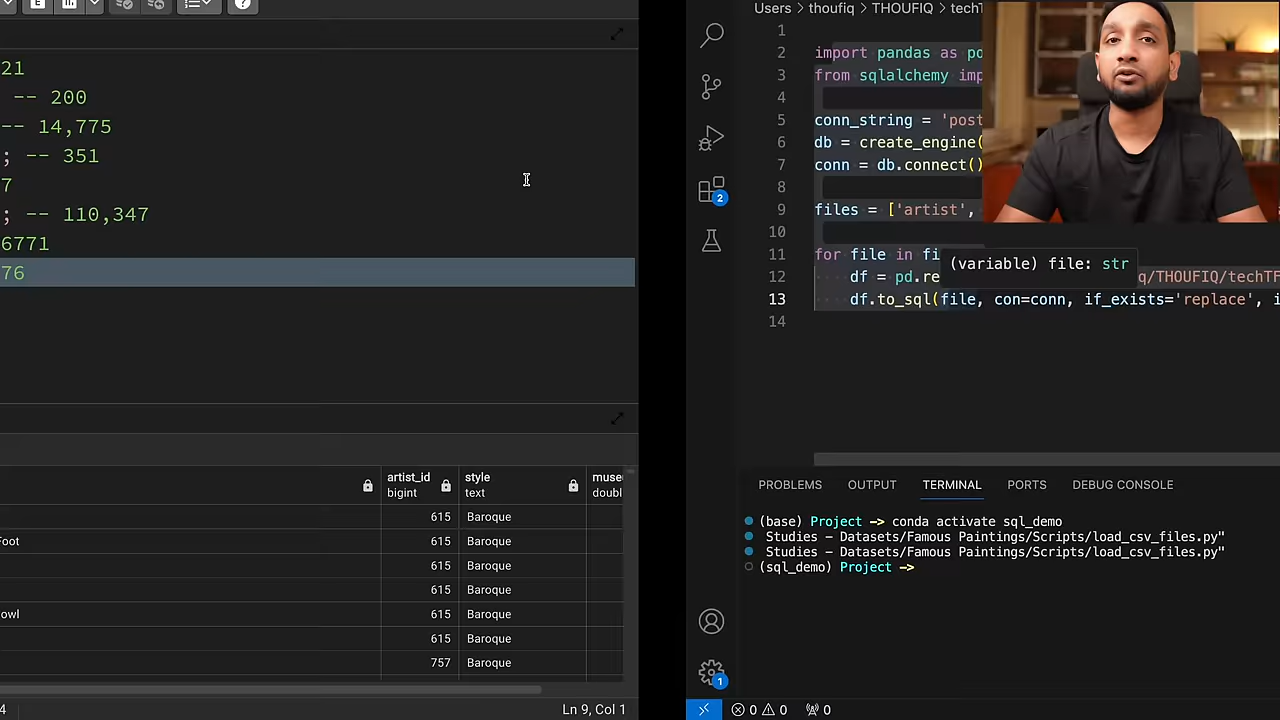 21
-- 200
-- 14,775
; -- 351
7
; -- 110,347
6771
76
artist_id
bigint
style
text
muse
doubl
615 Baroque
Foot 615 Baroque
615 Baroque
615 Baroque
owl 615 Baroque
615 Baroque
757 Baroque
4
Ln 9, Col 1
Users > thoufiq > THOUFIQ > techT
1
2 import pandas as pd
3 from sqlalchemy imp
4
5 conn_string = 'post
6 db = create_engine(
7 conn = db.connect()
8
9 files = ['artist',
10
11 for file in fi
(variable) file: str
12 df = pd.re q/THOUFIQ/techTF
13 df.to_sql(file, con=conn, if_exists='replace', i
14
2
PROBLEMS OUTPUT TERMINAL PORTS DEBUG CONSOLE
(base) Project -> conda activate sql_demo
Studies - Datasets/Famous Paintings/Scripts/load_csv_files.py"
Studies - Datasets/Famous Paintings/Scripts/load_csv_files.py"
(sql_demo) Project ->
1
0 0 0